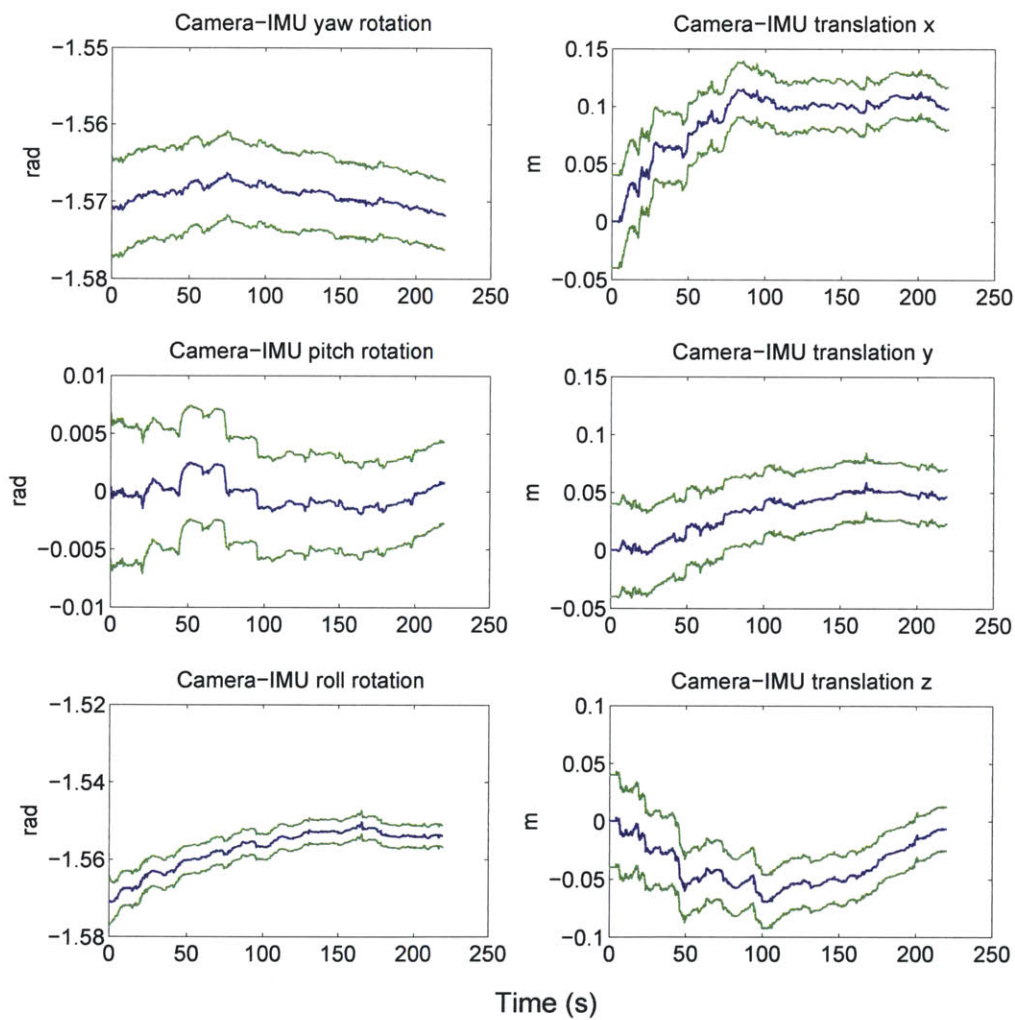 Camera−IMU yaw rotation
−1.55
−1.56
−1.57
−1.58
rad
0 50 100 150 200 250
Camera−IMU translation x
0.15
0.1
0.05
0
−0.05
m
0 50 100 150 200 250
Camera−IMU pitch rotation
0.01
0.005
0
−0.005
−0.01
rad
0 50 100 150 200 250
Camera−IMU translation y
0.15
0.1
0.05
0
−0.05
m
0 50 100 150 200 250
Camera−IMU roll rotation
−1.52
−1.54
−1.56
−1.58
rad
0 50 100 150 200 250
Camera−IMU translation z
0.1
0.05
0
−0.05
−0.1
m
0 50 100 150 200 250
Time (s)